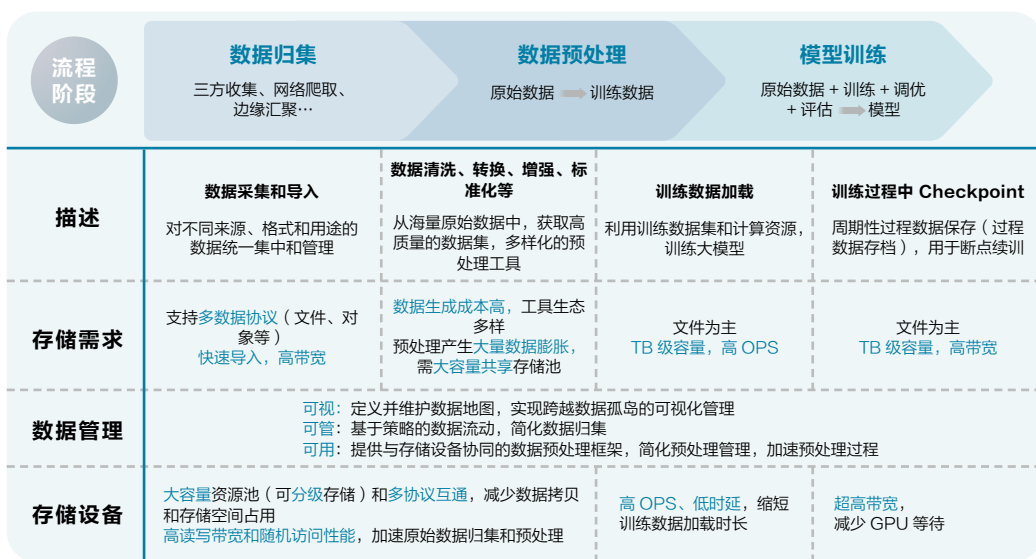 流程
阶段
数据归集
三方收集、网络爬取、
边缘汇聚…
数据预处理
原始数据 训练数据
模型训练
原始数据 + 训练 + 调优
+ 评估 模型
描述
数据采集和导入
对不同来源、格式和用途的
数据统一集中和管理
数据清洗、转换、增强、标
准化等
从海量原始数据中，获取高
质量的数据集，多样化的预
处理工具
训练数据加载
利用训练数据集和计算资源，
训练大模型
训练过程中 Checkpoint
周期性过程数据保存（过程
数据存档），用于断点续训
存储需求
支持多数据协议（文件、对
象等）
快速导入，高带宽
数据生成成本高，工具生态
多样
预处理产生大量数据膨胀，
需大容量共享存储池
文件为主
TB 级容量，高 OPS
文件为主
TB 级容量，高带宽
数据管理
可视：定义并维护数据地图，实现跨越数据孤岛的可视化管理
可管：基于策略的数据流动，简化数据归集
可用：提供与存储设备协同的数据预处理框架，简化预处理管理，加速预处理过程
存储设备
大容量资源池（可分级存储）和多协议互通，减少数据拷贝
和存储空间占用
高读写带宽和随机访问性能，加速原始数据归集和预处理
高 OPS、低时延，缩短
训练数据加载时长
超高带宽，
减少 GPU 等待